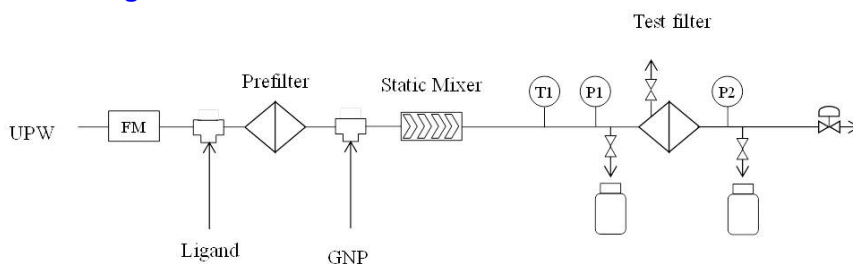 Test filter
Prefilter
Static Mixer
T1
P1
P2
UPW
FM
Ligand
GNP